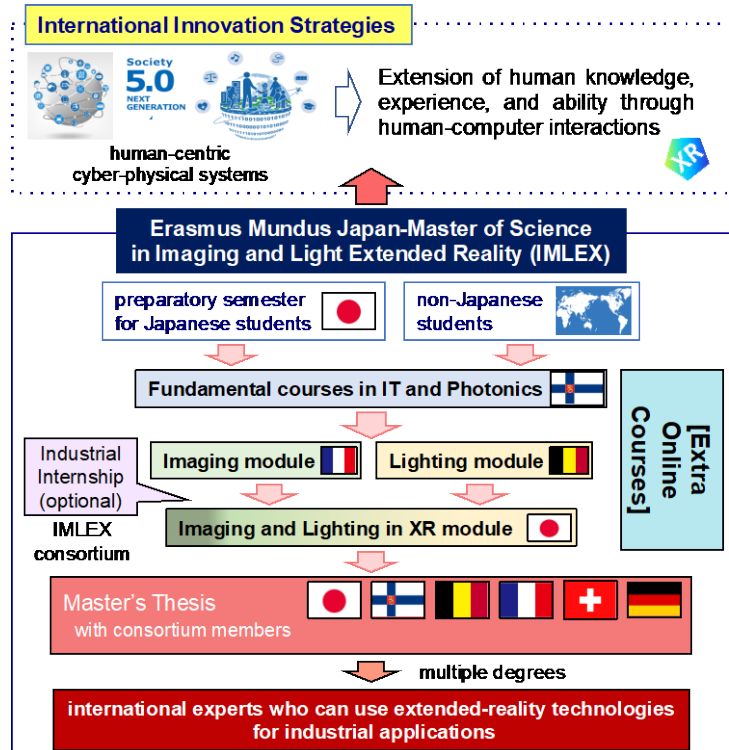 International Innovation Strategies
Society
5.0
NEXT
GENERATION
human-centric
cyber-physical systems
Extension of human knowledge,
experience, and ability through
human-computer interactions
XR
Erasmus Mundus Japan-Master of Science
in Imaging and Light Extended Reality (IMLEX)
preparatory semester
for Japanese students
non-Japanese
students
Fundamental courses in IT and Photonics
[Extra
Online
Courses]
Industrial
Internship
(optional)
IMLEX
consortium
Imaging module
Lighting module
Imaging and Lighting in XR module
Master's Thesis
with consortium members
multiple degrees
international experts who can use extended-reality technologies
for industrial applications